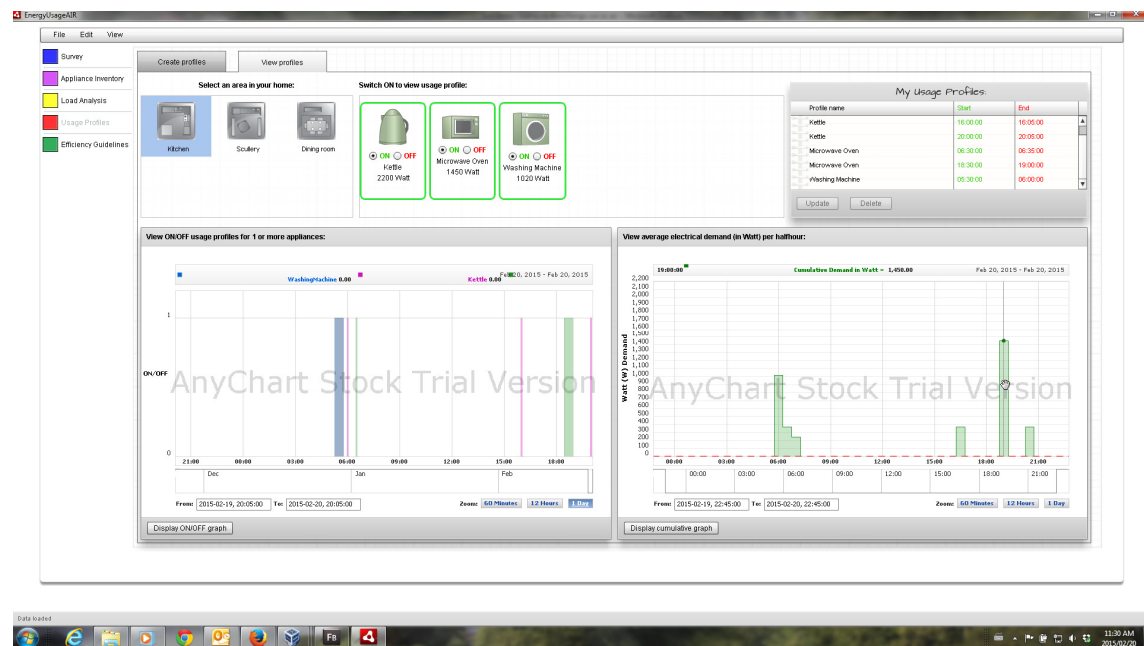 EnergyUsageAIR
File Edit View
Survey
Appliance Inventory
Load Analysis
Usage Profiles
Efficiency Guidelines
Create profiles View profiles
Select an area in your home:
Kitchen Scullery Dining room
Switch ON to view usage profile:
ON OFF
Kettle
2200 Watt
ON OFF
Microwave Oven
1450 Watt
ON OFF
Washing Machine
1020 Watt
My Usage Profiles:
Profile name Start End
Kettle 16:00:00 16:05:00
Kettle 20:00:00 20:05:00
Microwave Oven 06:30:00 06:35:00
Microwave Oven 18:30:00 19:00:00
Washing Machine 05:30:00 06:00:00
Update Delete
View ON/OFF usage profiles for 1 or more appliances:
WashingMachine 0.00 Kettle 0.00 Feb 20, 2015 - Feb 20, 2015
1
ON/OFF
0
AnyChart Stock Trial Version
21:00 00:00 03:00 06:00 09:00 12:00 15:00 18:00
Dec Jan Feb
From: 2015-02-19, 20:05:00 To: 2015-02-20, 20:05:00 Zoom: 60 Minutes 12 Hours 1 Day
Display ON/OFF graph
View average electrical demand (in Watt) per halfhour:
19:00:00 Cumulative Demand in Watt = 1,450.00 Feb 20, 2015 - Feb 20, 2015
2,200
2,100
2,000
1,900
1,800
1,700
1,600
1,500
1,400
1,300
1,200
1,100
1,000
900
800
700
600
500
400
300
200
100
0
Watt (W) Demand
AnyChart Stock Trial Version
00:00 03:00 06:00 09:00 12:00 15:00 18:00 21:00
00:00 03:00 06:00 09:00 12:00 15:00 18:00 21:00
From: 2015-02-19, 22:45:00 To: 2015-02-20, 22:45:00 Zoom: 60 Minutes 12 Hours 1 Day
Display cumulative graph
Data loaded
FB
11:30 AM
2015/02/20